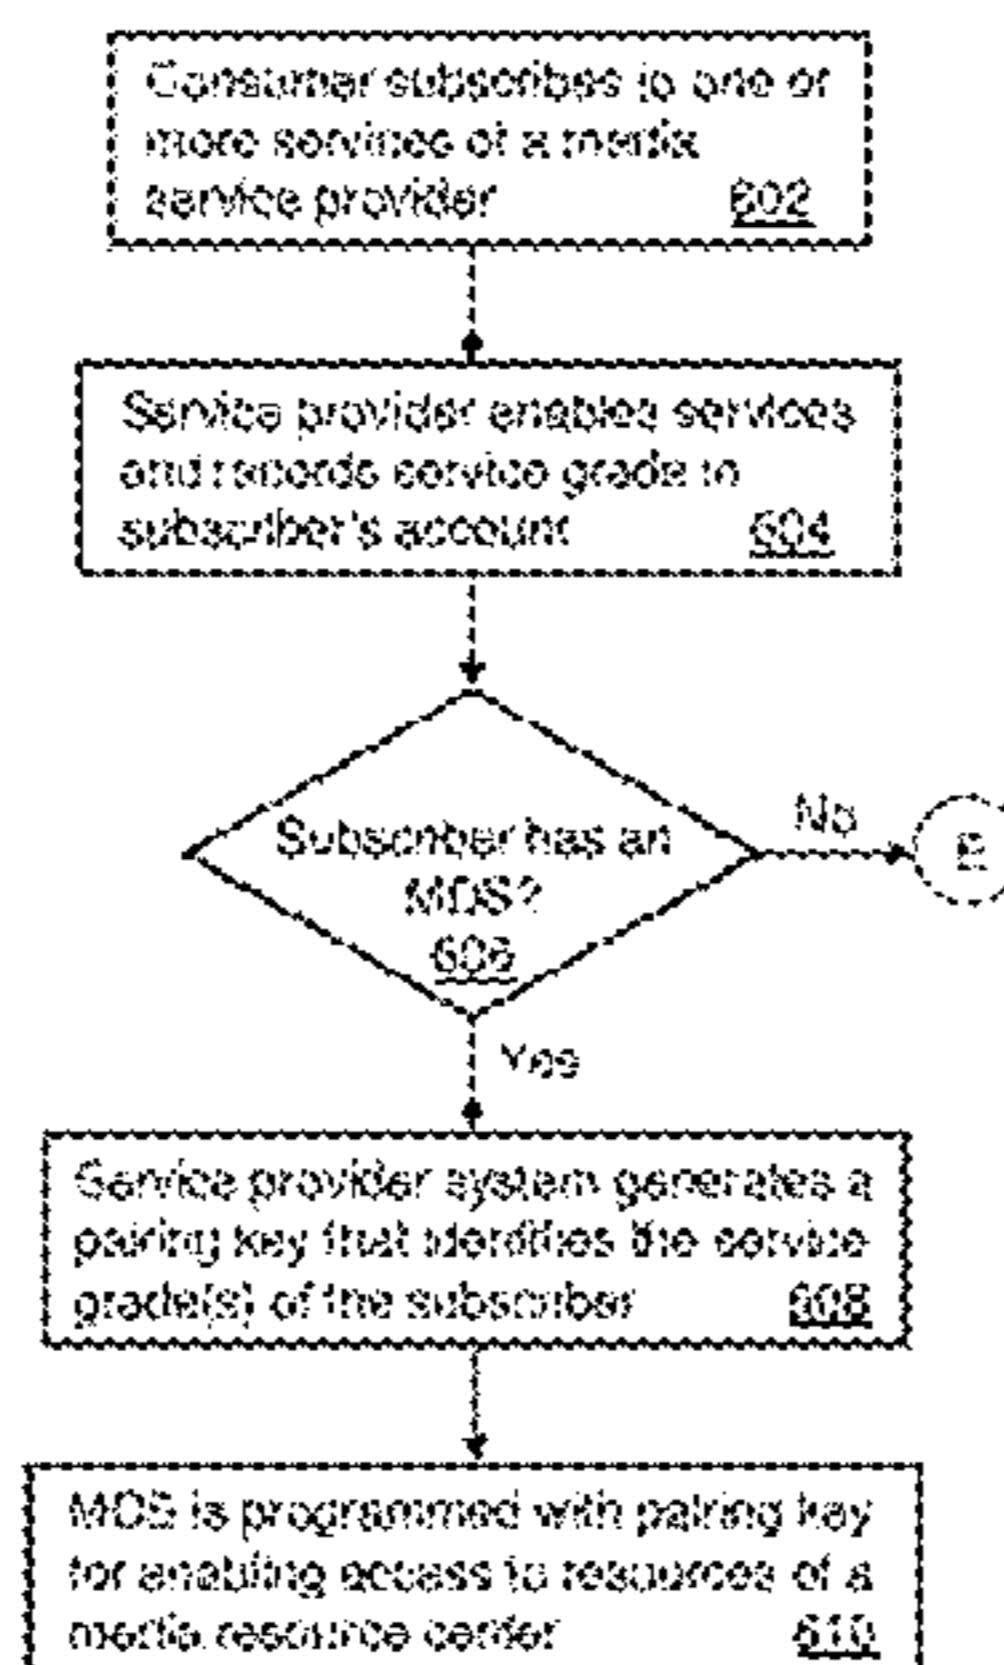 Consumer subscribes to one or
more services of a media
service provider 602
Service provider enables services
and records service grade in
subscriber's account 604
Subscriber has an
MDS?
606
No
Yes
Service provider system generates a
pairing key that identifies the service
grade(s) of the subscriber 608
MDS is programmed with pairing key
for enabling access to resources of a
media resource center 610